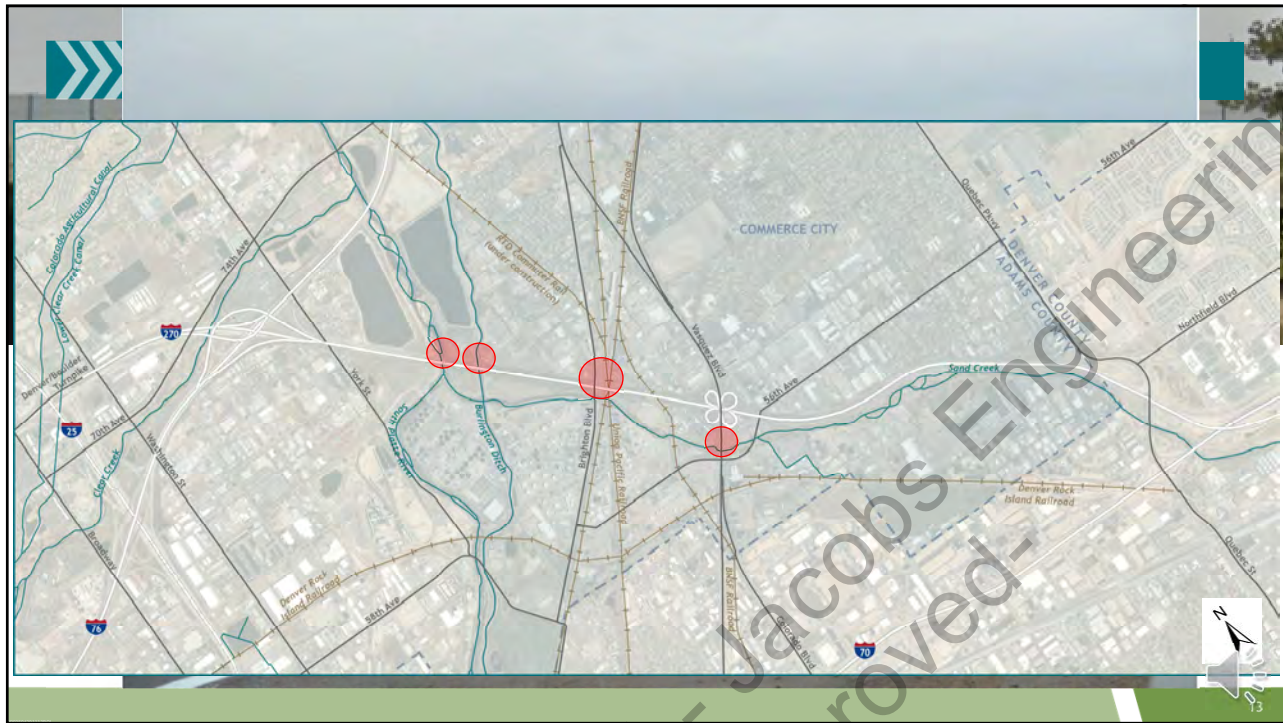 Colorado Agricultural Canal
Lower Clear Creek Canal
74th Ave
RTD Commuter Rail
(under construction)
BNSF Railroad
COMMERCE CITY
Quebec Pkwy
56th Ave
DENVER COUNTY
ADAMS COUNTY
Northfield Blvd
270
Denver/Boulder
Turnpike
25
70th Ave
Clear Creek
Washington St
Broadway
York St
South Platte
River
Burlington Ditch
Brighton Blvd
Union Pacific Railroad
Vasquez Blvd
56th Ave
Sand Creek
Denver Rock
Island Railroad
Denver Rock
Island Railroad
58th Ave
BNSF Railroad
Colorado Blvd
Quebec St
76
70
N
13
Jacobs Engineerin
roved-